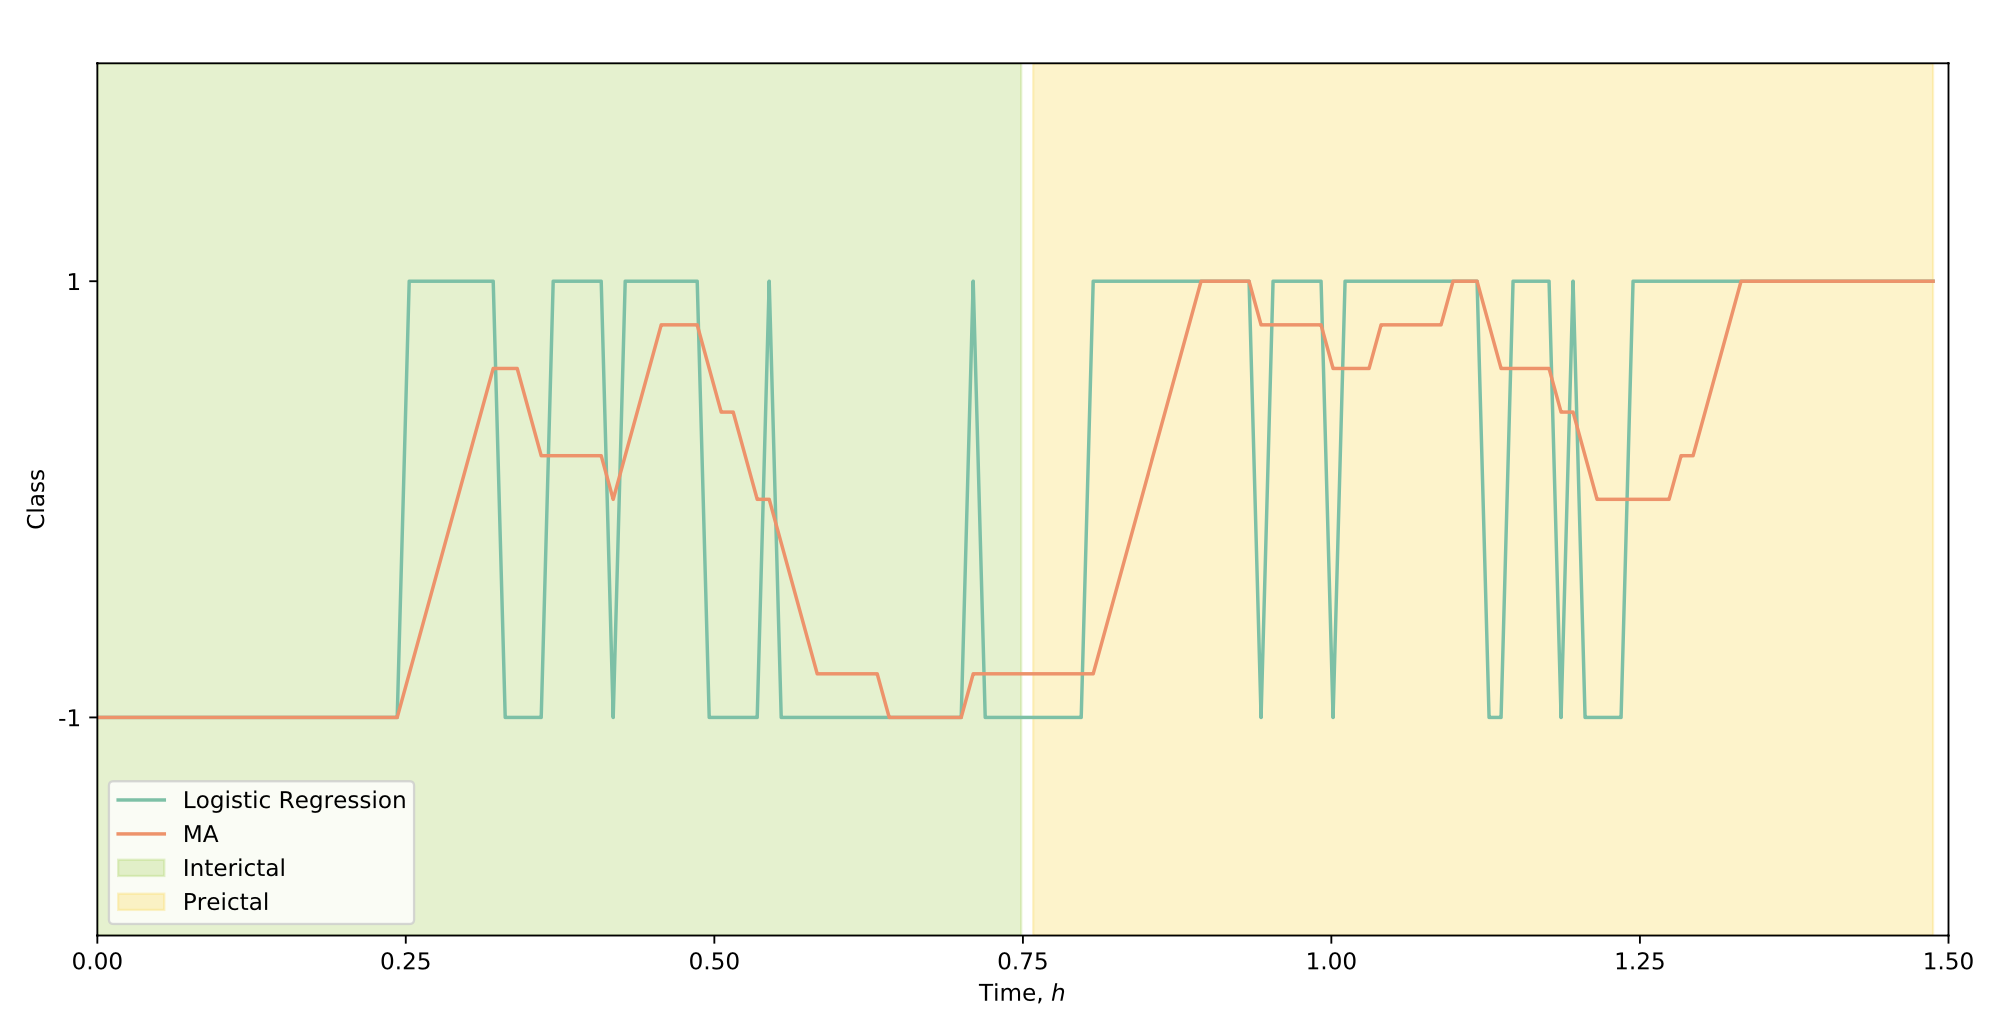 1
Class
-1
Logistic Regression
MA
Interictal
Preictal
0.00 0.25 0.50 0.75 1.00 1.25 1.50
Time, h